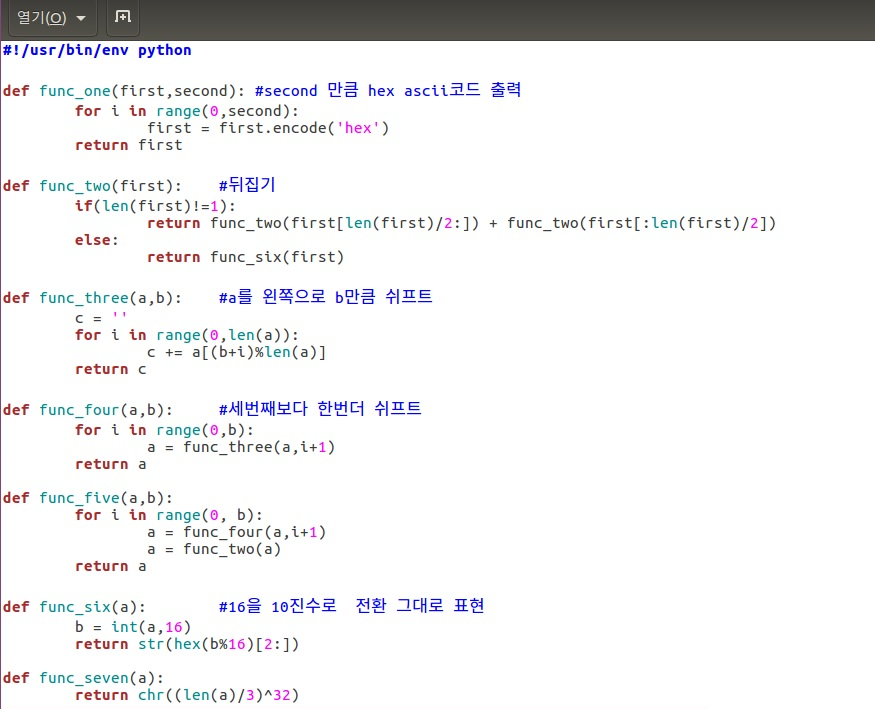 열기(O)
#!/usr/bin/env python
def func_one(first,second): #second 만큼 hex ascii코드 출력
for i in range(0,second):
first = first.encode('hex')
return first
def func_two(first): #뒤집기
if(len(first)!=1):
return func_two(first[len(first)/2:]) + func_two(first[:len(first)/2])
else:
return func_six(first)
def func_three(a,b): #a를 왼쪽으로 b만큼 쉬프트
c = ''
for i in range(0,len(a)):
c += a[(b+i)%len(a)]
return c
def func_four(a,b): #세번째보다 한번더 쉬프트
for i in range(0,b):
a = func_three(a,i+1)
return a
def func_five(a,b):
for i in range(0, b):
a = func_four(a,i+1)
a = func_two(a)
return a
def func_six(a): #16을 10진수로 전환 그대로 표현
b = int(a,16)
return str(hex(b%16)[2:])
def func_seven(a):
return chr((len(a)/3)^32)